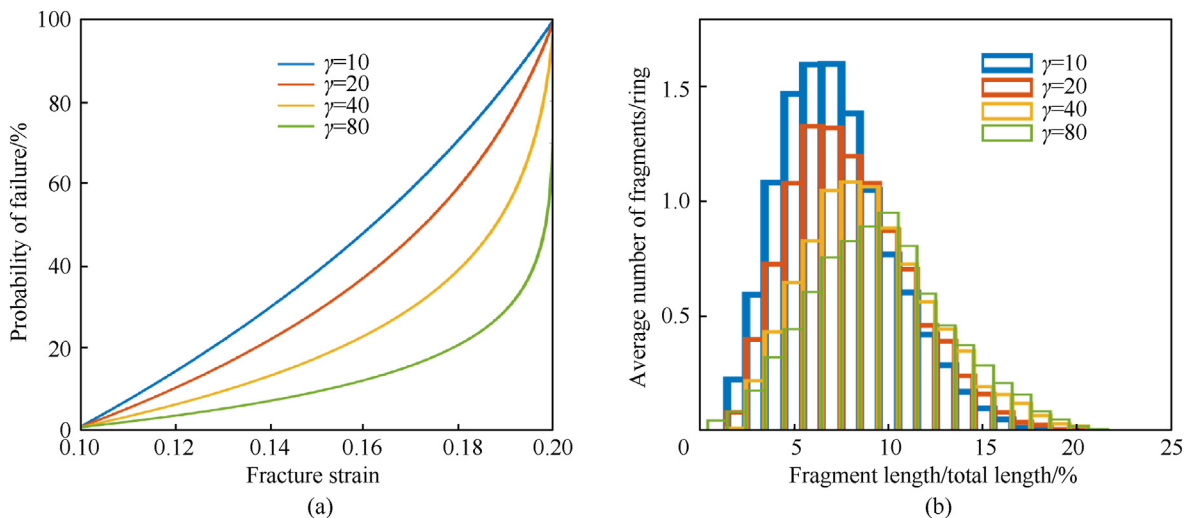 100
80
60
40
20
0
0.10
0.12
0.14
0.16
0.18
0.20
Probability of failure/%
Fracture strain
γ=10
γ=20
γ=40
γ=80
(a)
1.5
1.0
0.5
0
5
10
15
20
25
Average number of fragments/ring
Fragment length/total length/%
γ=10
γ=20
γ=40
γ=80
(b)